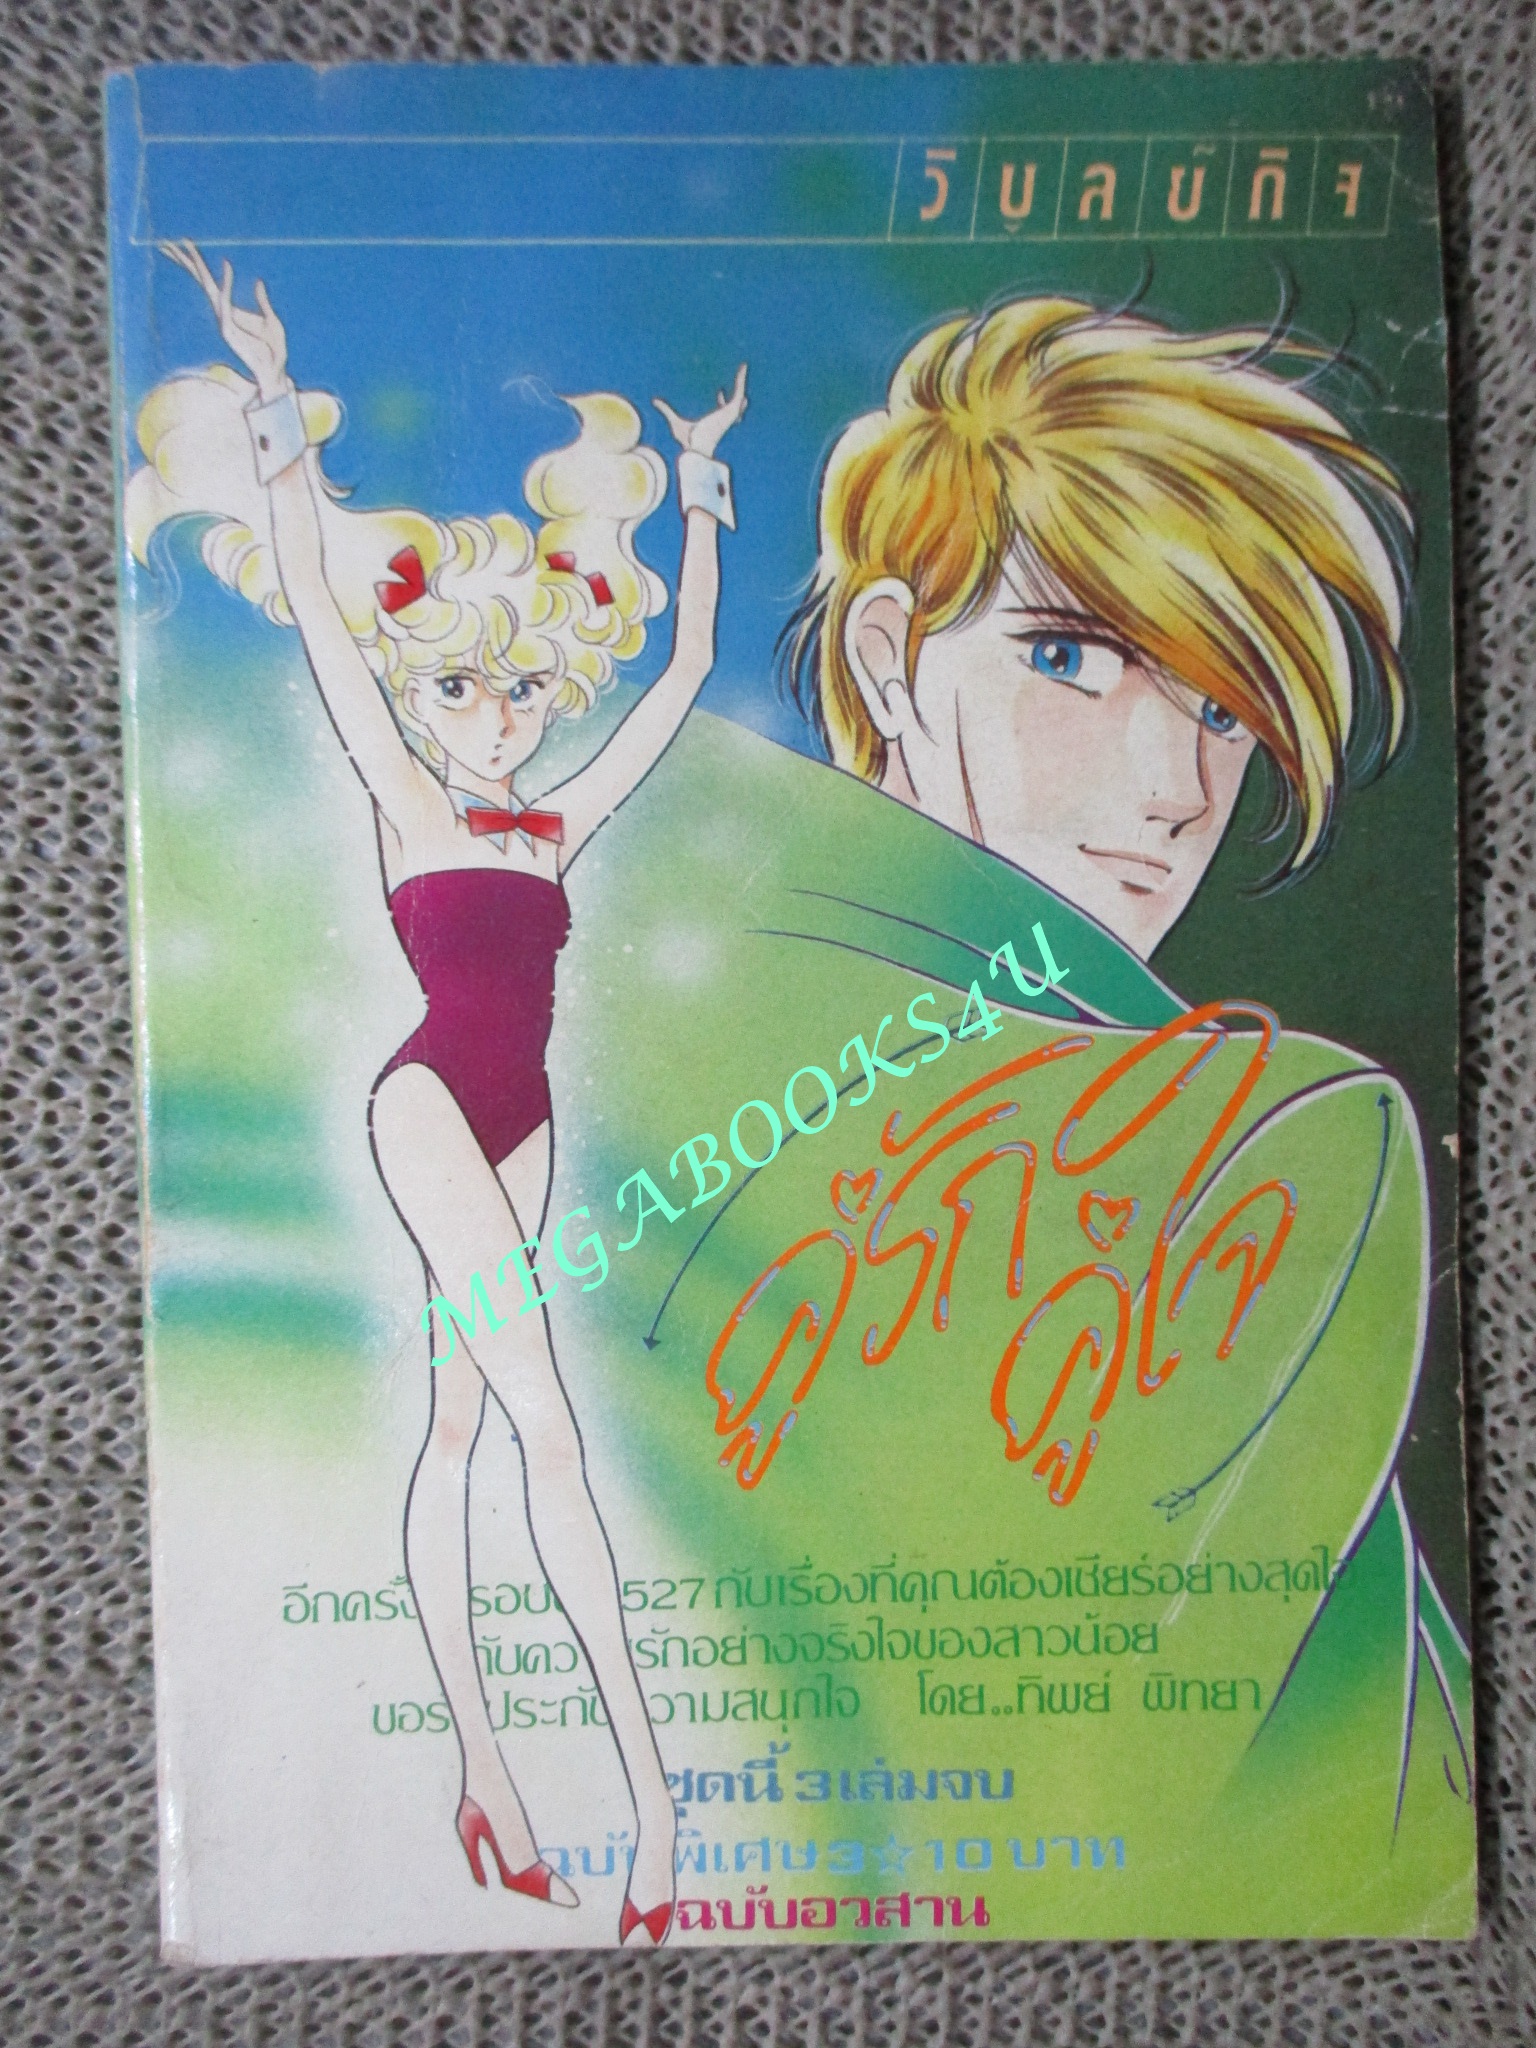 วิบูลย์กิจ
คู่รัก
คู่ใจ
MEGABOOKS4U
อีกครั้ง รอบ 527 กับเรื่องที่คุณต้องเชียร์อย่างสุดใจ
รักอย่างจริงใจของสาวน้อย
ความสนุกใจ โดย..ทิพย์ พิทยา
ชุดนี้ 3 เล่มจบ
ฉบับพิเศษ 3 ☆ 10 บาท
ฉบับอวสาน